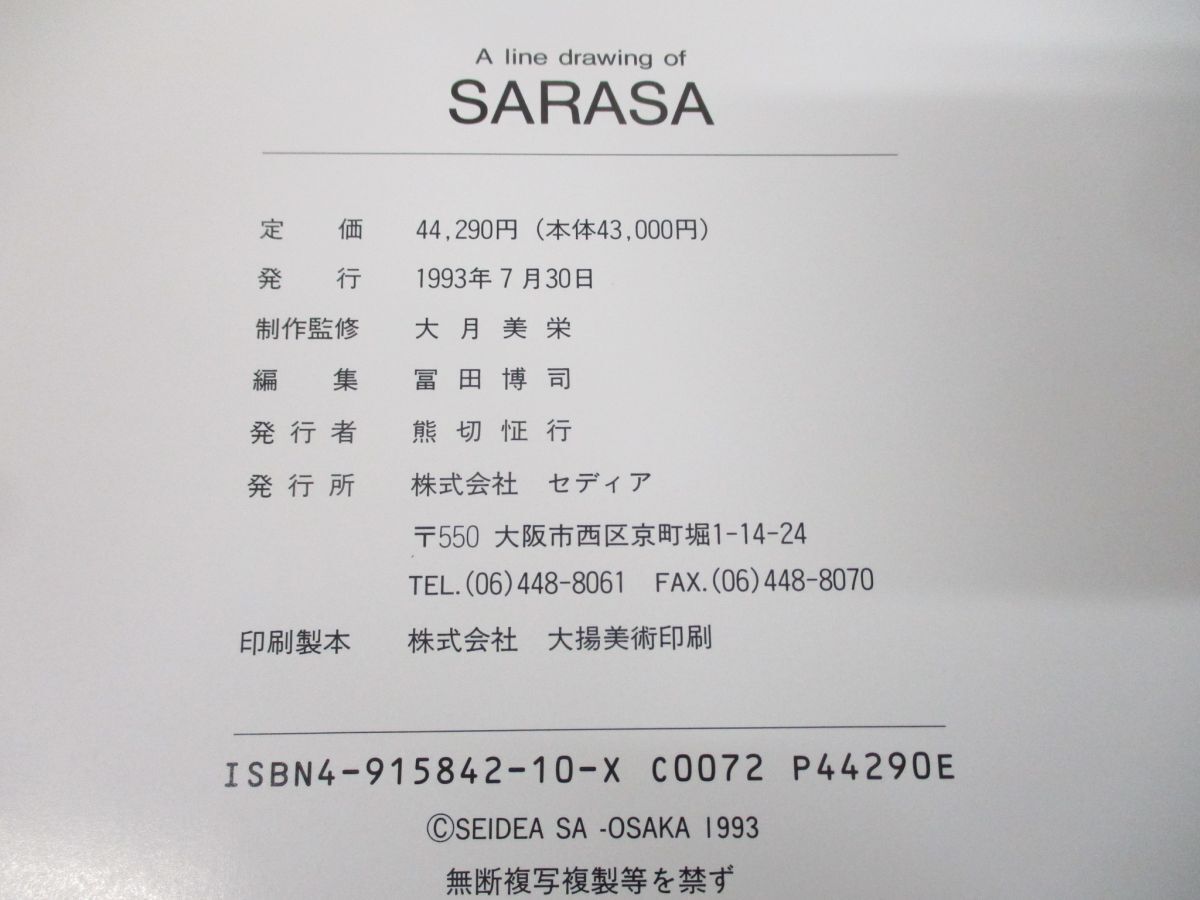 A line drawing of
SARASA
定　価　44,290円（本体43,000円）
発　行　1993年7月30日
制作監修　大月美栄
編　集　冨田博司
発行者　熊切怔行
発行所　株式会社　セディア
〒550 大阪市西区京町堀1-14-24
TEL.(06)448-8061　FAX.(06)448-8070
印刷製本　株式会社　大揚美術印刷
ISBN4-915842-10-X C0072 P44290E
©SEIDEA SA -OSAKA 1993
無断複写複製等を禁ず